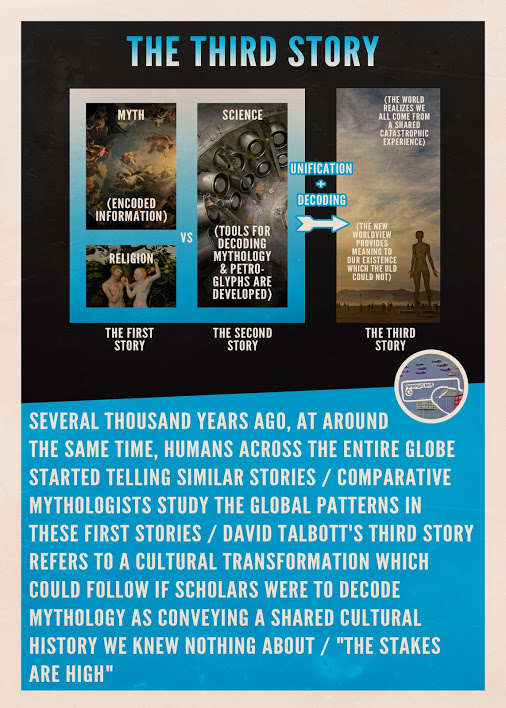 THE THIRD STORY
MYTH
(ENCODED
INFORMATION)
RELIGION
THE FIRST
STORY
VS
SCIENCE
(TOOLS FOR
DECODING
MYTHOLOGY
& PETRO-
GLYPHS ARE
DEVELOPED)
THE SECOND
STORY
UNIFICATION
+
DECODING
(THE WORLD
REALIZES WE
ALL COME FROM
A SHARED
CATASTROPHIC
EXPERIENCE)
(THE NEW
WORLDVIEW
PROVIDES
MEANING TO
OUR EXISTENCE
WHICH THE OLD
COULD NOT)
THE THIRD
STORY
SEVERAL THOUSAND YEARS AGO, AT AROUND
THE SAME TIME, HUMANS ACROSS THE ENTIRE GLOBE
STARTED TELLING SIMILAR STORIES / COMPARATIVE
MYTHOLOGISTS STUDY THE GLOBAL PATTERNS IN
THESE FIRST STORIES / DAVID TALBOTT'S THIRD STORY
REFERS TO A CULTURAL TRANSFORMATION WHICH
COULD FOLLOW IF SCHOLARS WERE TO DECODE
MYTHOLOGY AS CONVEYING A SHARED CULTURAL
HISTORY WE KNEW NOTHING ABOUT / "THE STAKES
ARE HIGH"